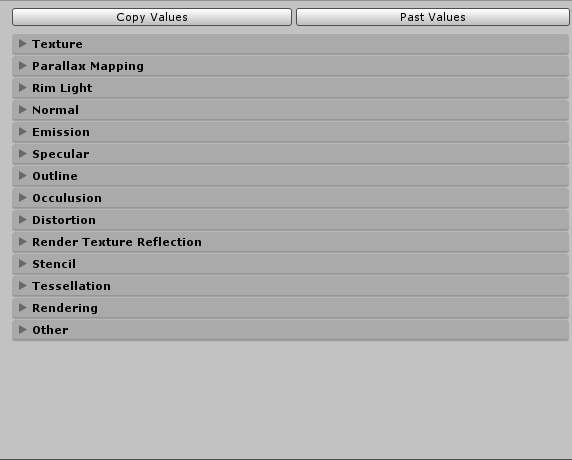 Copy Values
Past Values
Texture
Parallax Mapping
Rim Light
Normal
Emission
Specular
Outline
Occulusion
Distortion
Render Texture Reflection
Stencil
Tessellation
Rendering
Other